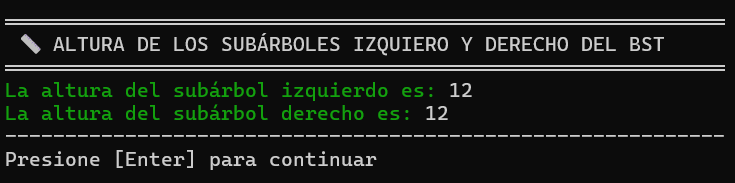 ALTURA DE LOS SUBÁRBOLES IZQUIERO Y DERECHO DEL BST
La altura del subárbol izquierdo es: 12
La altura del subárbol derecho es: 12
Presione [Enter] para continuar